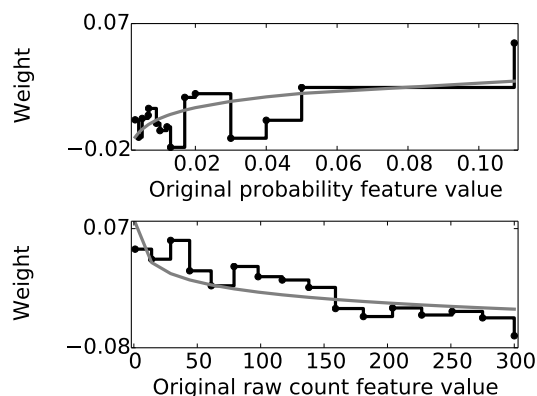 0.07
Weight
−0.02
0.02 0.04 0.06 0.08 0.10
Original probability feature value
0.07
Weight
−0.08
0 50 100 150 200 250 300
Original raw count feature value